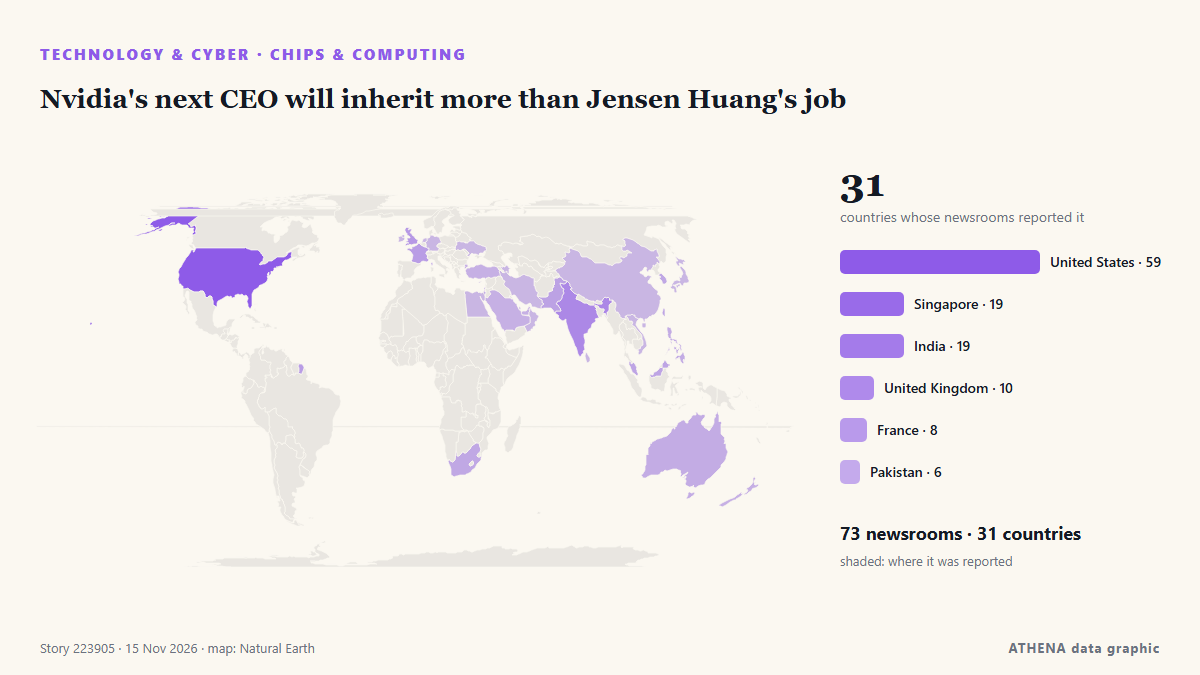 TECHNOLOGY & CYBER · CHIPS & COMPUTING
Nvidia's next CEO will inherit more than Jensen Huang's job
31
countries whose newsrooms reported it
United States · 59
Singapore · 19
India · 19
United Kingdom · 10
France · 8
Pakistan · 6
73 newsrooms · 31 countries
shaded: where it was reported
Story 223905 · 15 Nov 2026 · map: Natural Earth
ATHENA data graphic